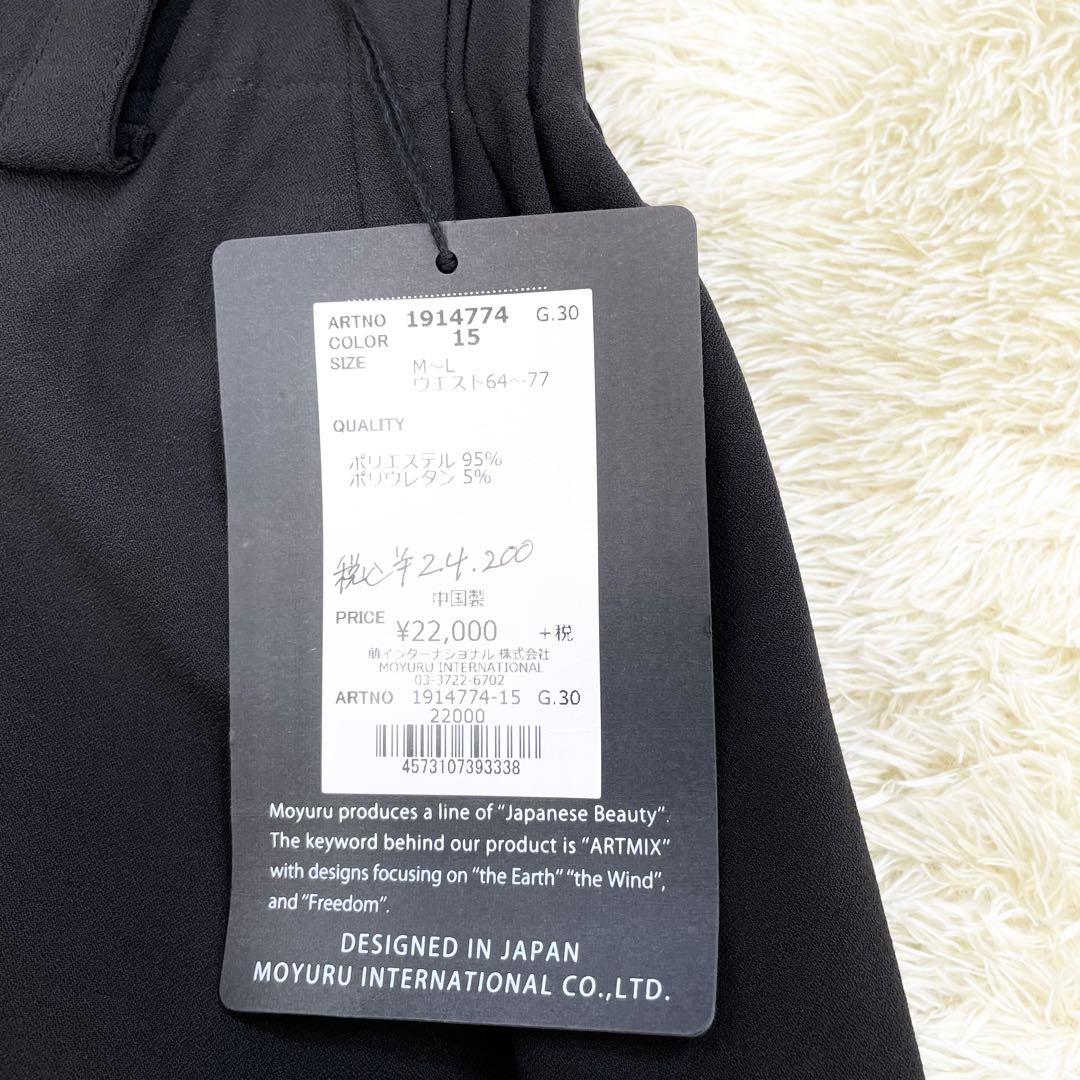 ARTNO 1914774 G.30
COLOR 15
SIZE M～L
ウエスト64～77
QUALITY
ポリエステル 95%
ポリウレタン 5%
税込¥24.200
中国製
PRICE ¥22,000 +税
萌インターナショナル 株式会社
MOYURU INTERNATIONAL
03-3722-6702
ARTNO 1914774-15 G.30
22000
4573107393338
Moyuru produces a line of “Japanese Beauty”.
The keyword behind our product is “ARTMIX”
with designs focusing on “the Earth” “the Wind”,
and “Freedom”.
DESIGNED IN JAPAN
MOYURU INTERNATIONAL CO.,LTD.